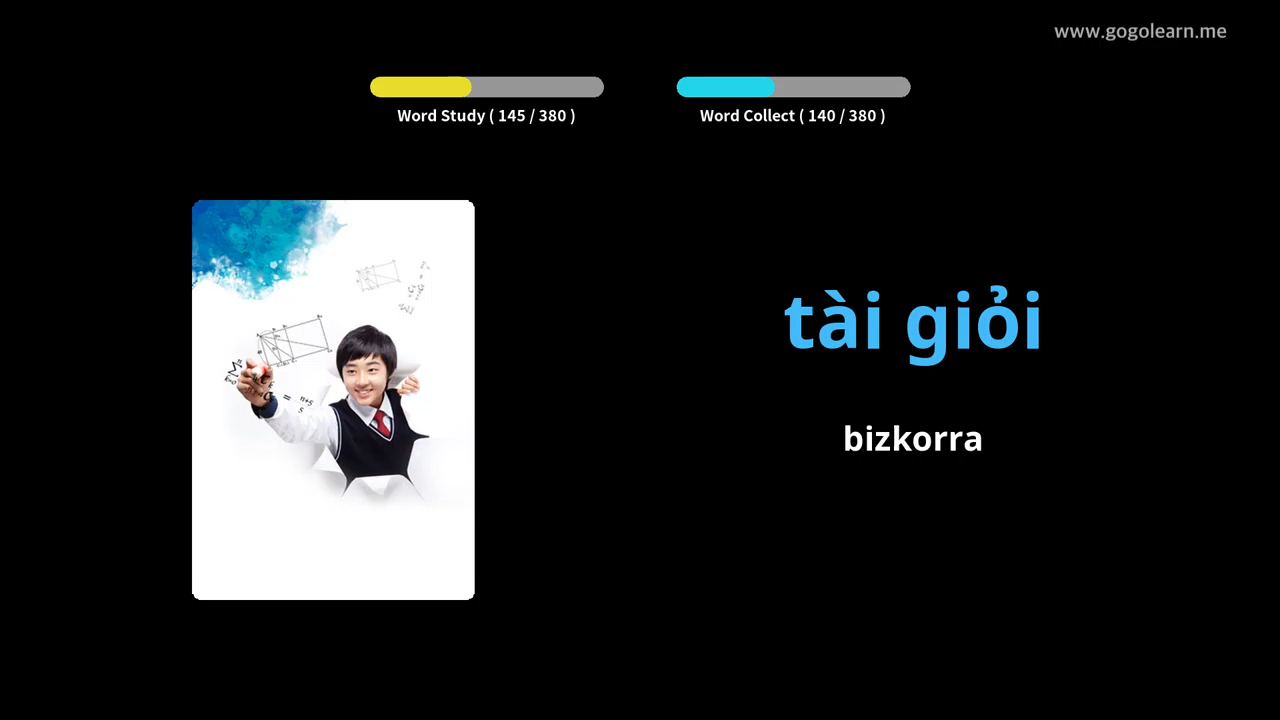 www.gogolearn.me
Word Study ( 145 / 380 )
Word Collect ( 140 / 380 )
tài giỏi
bizkorra
n+s